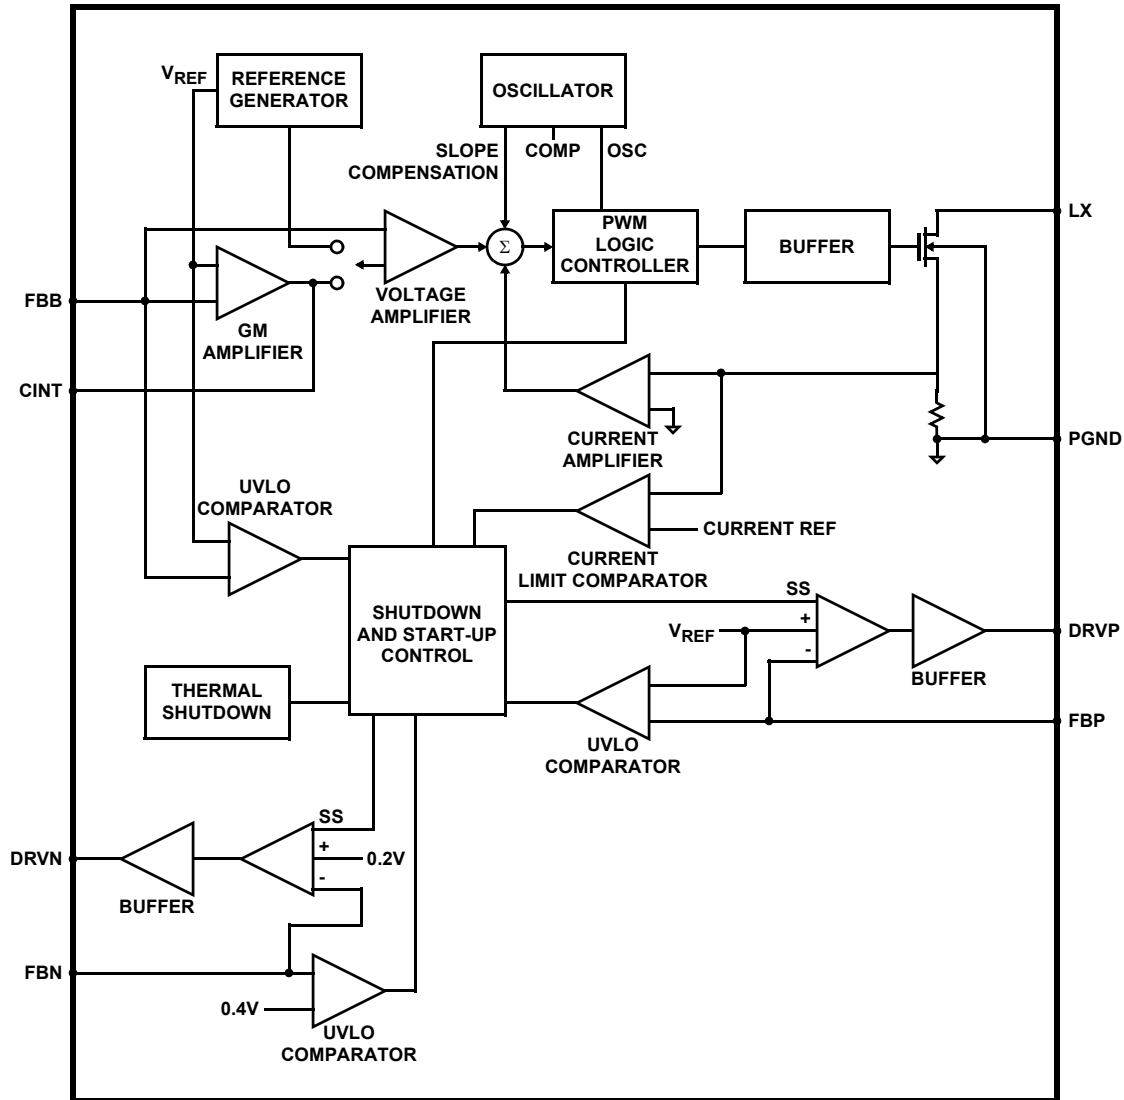 VREF
REFERENCE
GENERATOR
OSCILLATOR
SLOPE
COMPENSATION
COMP
OSC
LX
PWM
LOGIC
CONTROLLER
BUFFER
Σ
FBB
GM
AMPLIFIER
VOLTAGE
AMPLIFIER
CINT
CURRENT
AMPLIFIER
PGND
UVLO
COMPARATOR
CURRENT REF
CURRENT
LIMIT COMPARATOR
SHUTDOWN
AND START-UP
CONTROL
SS
VREF
+
-
DRVP
BUFFER
THERMAL
SHUTDOWN
FBP
UVLO
COMPARATOR
SS
DRVN
+
0.2V
-
BUFFER
FBN
0.4V
UVLO
COMPARATOR